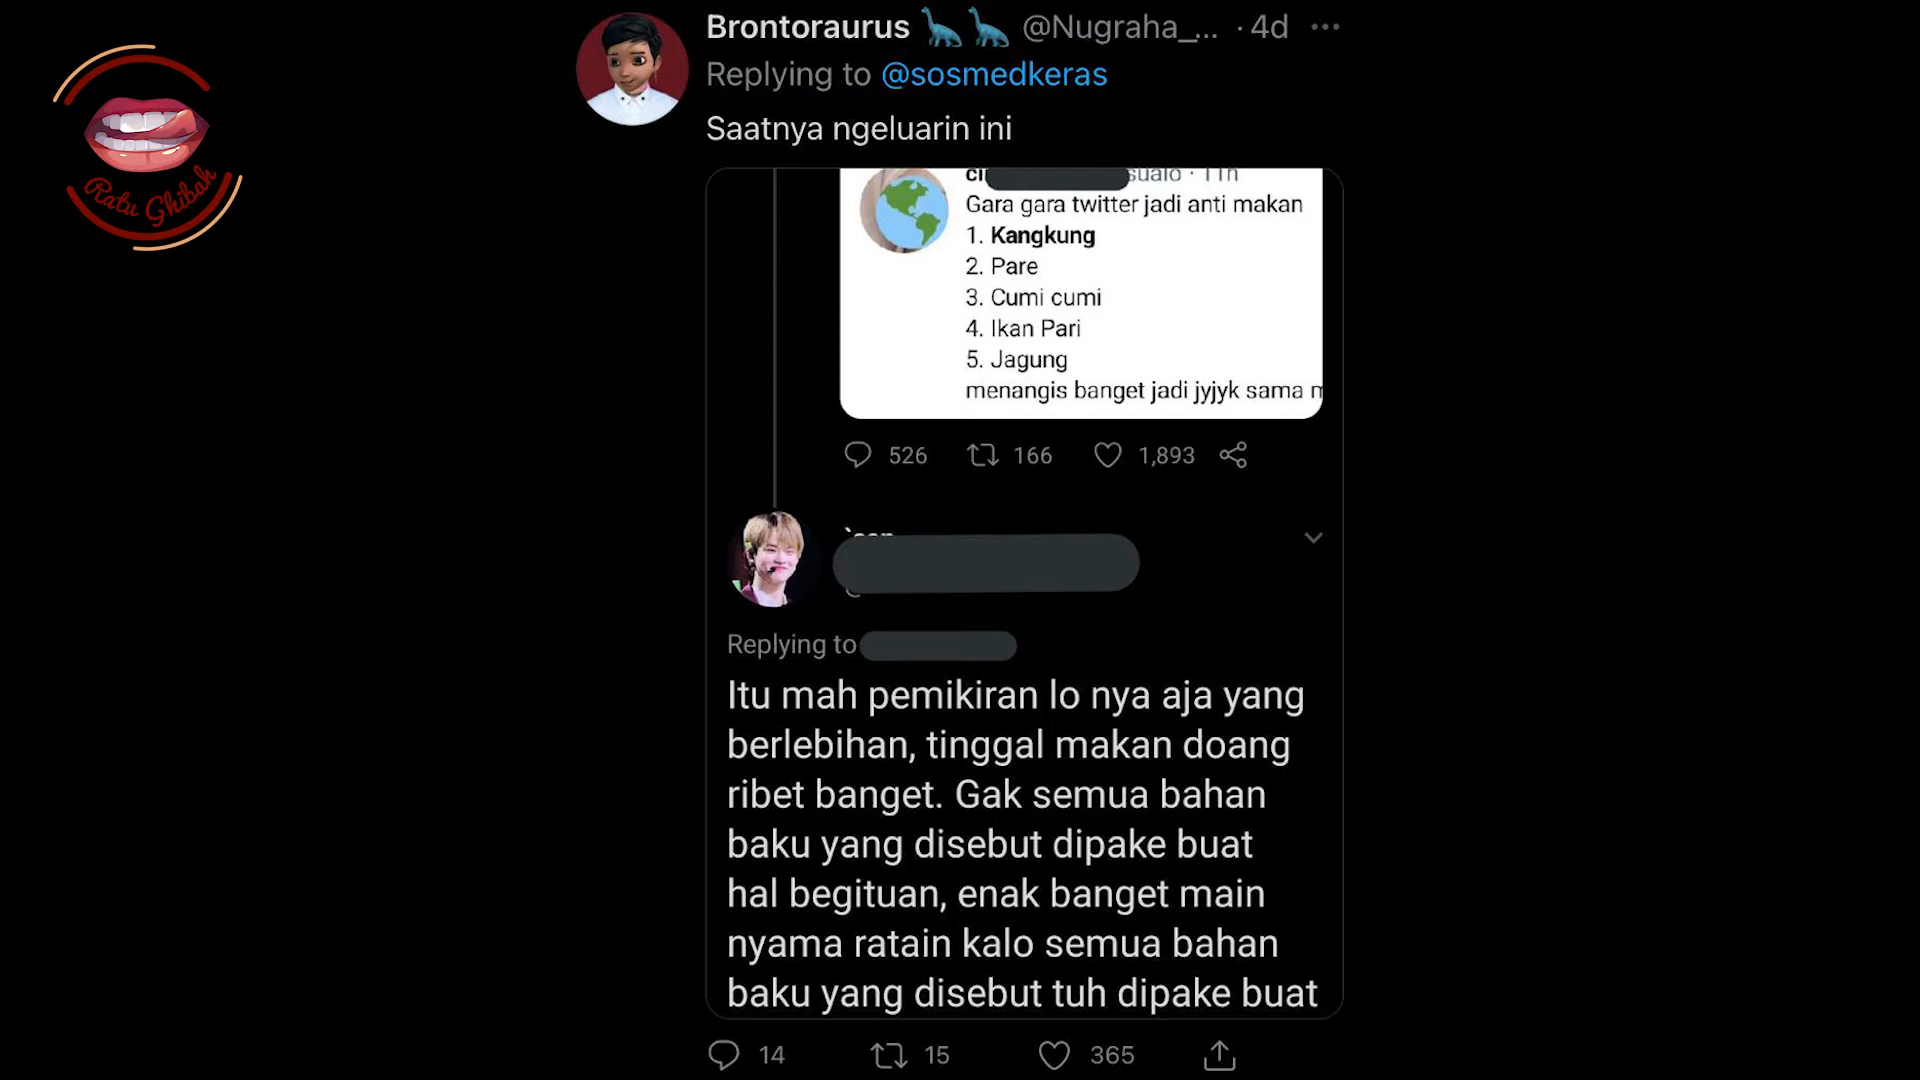 Ratu Ghibah
Brontoraurus @Nugraha_... · 4d
Replying to @sosmedkeras
Saatnya ngeluarin ini
Gara gara twitter jadi anti makan
1. Kangkung
2. Pare
3. Cumi cumi
4. Ikan Pari
5. Jagung
menangis banget jadi jyjyk sama
526 166 1,893
Replying to
Itu mah pemikiran lo nya aja yang
berlebihan, tinggal makan doang
ribet banget. Gak semua bahan
baku yang disebut dipake buat
hal begituan, enak banget main
nyama ratain kalo semua bahan
baku yang disebut tuh dipake buat
14 15 365